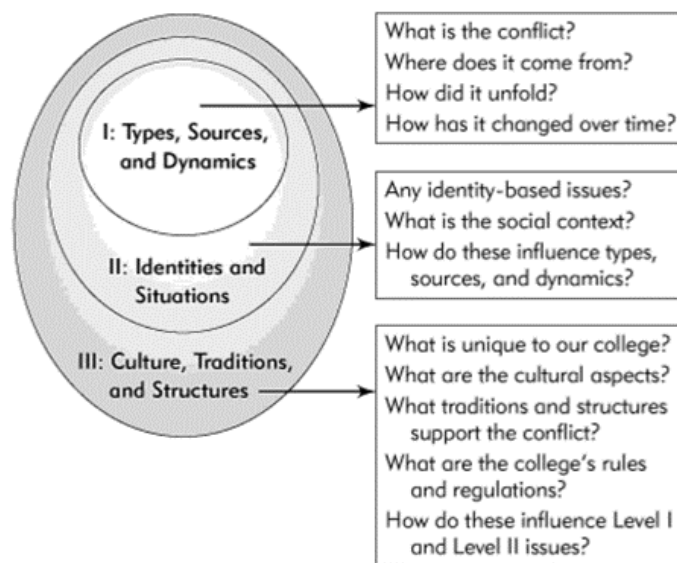 I: Types, Sources,
and Dynamics
What is the conflict?
Where does it come from?
How did it unfold?
How has it changed over time?
II: Identities and
Situations
Any identity-based issues?
What is the social context?
How do these influence types,
sources, and dynamics?
III: Culture, Traditions,
and Structures
What is unique to our college?
What are the cultural aspects?
What traditions and structures
support the conflict?
What are the college's rules
and regulations?
How do these influence Level I
and Level II issues?